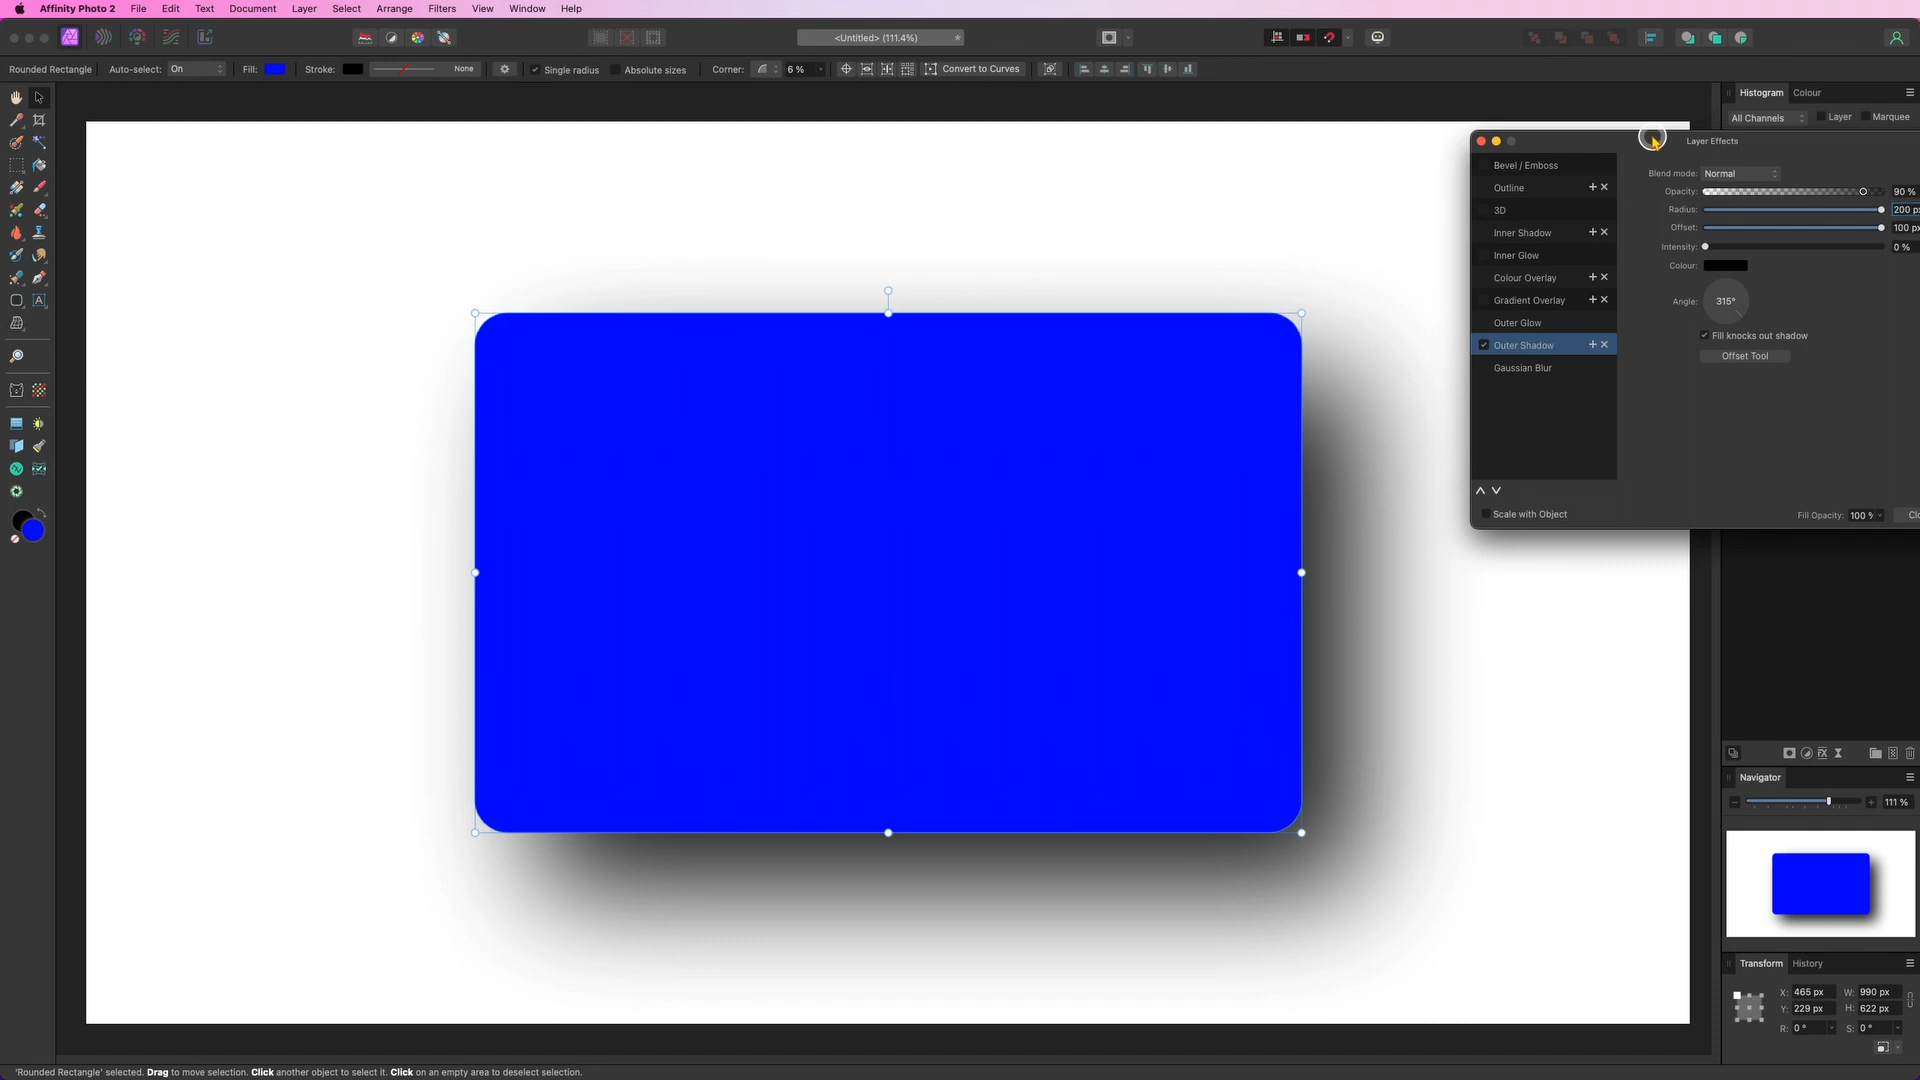 Affinity Photo 2 File Edit Text Document Layer Select Arrange Filters View Window Help
<Untitled> (111.4%)
Rounded Rectangle Auto-select: On Fill: Stroke: None Single radius Absolute sizes Corner: 6 % Convert to Curves
Histogram Colour
All Channels Layer Marquee
Layer Effects
Bevel / Emboss
Outline
3D
Inner Shadow
Inner Glow
Colour Overlay
Gradient Overlay
Outer Glow
Outer Shadow
Gaussian Blur
Blend mode: Normal
Opacity: 90 %
Radius: 200 px
Offset: 100 px
Intensity: 0 %
Colour:
Angle: 315°
Fill knocks out shadow
Offset Tool
Scale with Object
Fill Opacity: 100 %
Navigator
111 %
Transform History
X: 465 px W: 990 px
Y: 229 px H: 622 px
R: 0 ° S: 0 °
'Rounded Rectangle' selected. Drag to move selection. Click another object to select it. Click on an empty area to deselect selection.